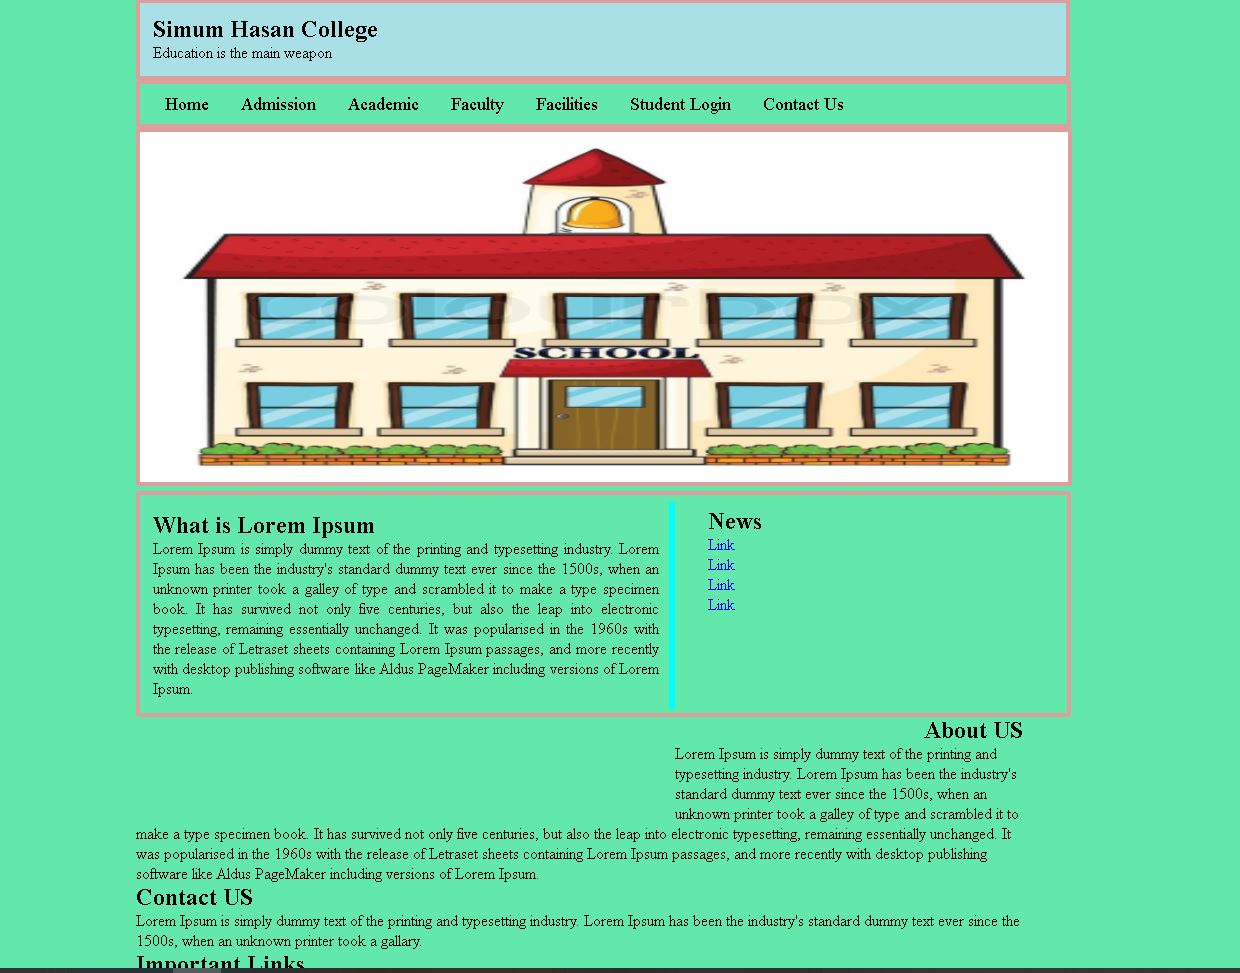 Simum Hasan College
Education is the main weapon
Home Admission Academic Faculty Facilities Student Login Contact Us
colourbox
SCHOOL
What is Lorem Ipsum
Lorem Ipsum is simply dummy text of the printing and typesetting industry. Lorem
Ipsum has been the industry's standard dummy text ever since the 1500s, when an
unknown printer took a galley of type and scrambled it to make a type specimen
book. It has survived not only five centuries, but also the leap into electronic
typesetting, remaining essentially unchanged. It was popularised in the 1960s with
the release of Letraset sheets containing Lorem Ipsum passages, and more recently
with desktop publishing software like Aldus PageMaker including versions of Lorem
Ipsum.
News
Link
Link
Link
Link
About US
Lorem Ipsum is simply dummy text of the printing and
typesetting industry. Lorem Ipsum has been the industry's
standard dummy text ever since the 1500s, when an
unknown printer took a galley of type and scrambled it to
make a type specimen book. It has survived not only five centuries, but also the leap into electronic typesetting, remaining essentially unchanged. It
was popularised in the 1960s with the release of Letraset sheets containing Lorem Ipsum passages, and more recently with desktop publishing
software like Aldus PageMaker including versions of Lorem Ipsum.
Contact US
Lorem Ipsum is simply dummy text of the printing and typesetting industry. Lorem Ipsum has been the industry's standard dummy text ever since the
1500s, when an unknown printer took a gallary.
Important Links